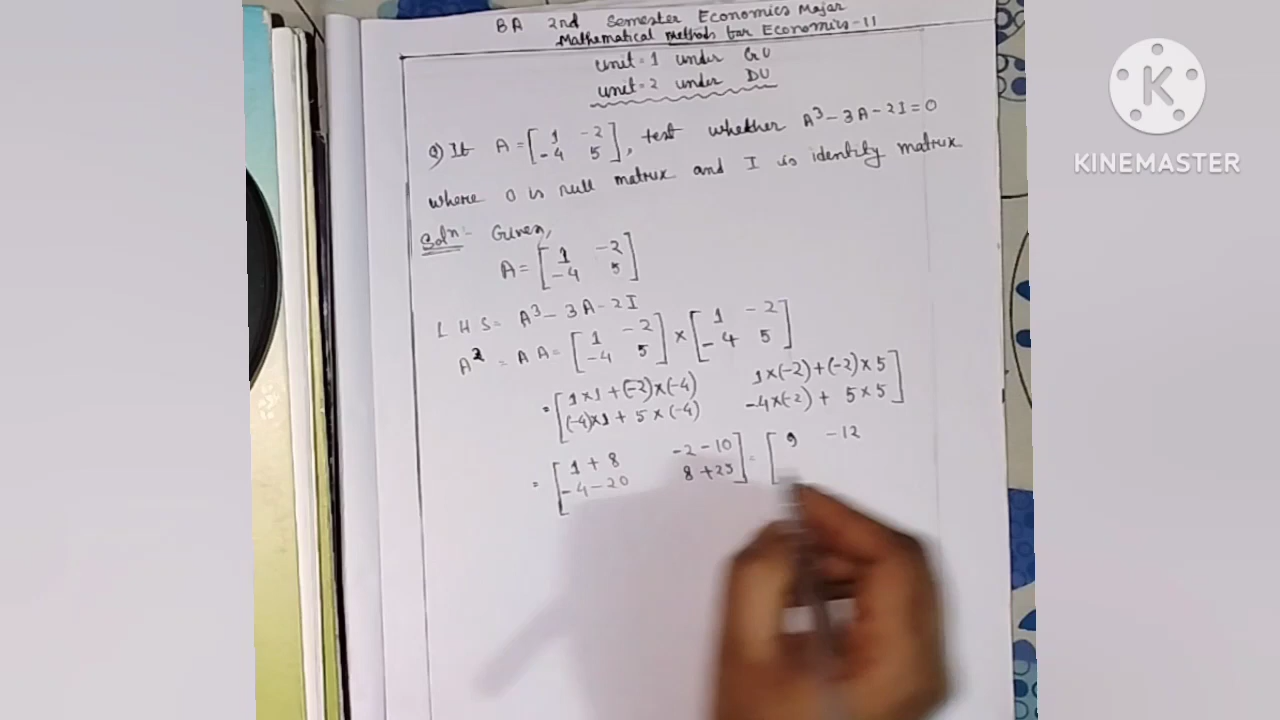 BA 2nd Semester Economics Major
Mathematical methods for Economics-II
Unit=1 under GU
Unit=2 under DU
Q) If A = [1 -2 -4 5], test whether A³-3A-2I=0
where 0 is null matrix and I is identity matrix.
Solⁿ:- Given,
A = [1 -2 -4 5]
LHS = A³-3A-2I
A² = A A = [1 -2 -4 5] × [1 -2 -4 5]
= [1×1+(-2)×(-4) 1×(-2)+(-2)×5
(-4)×1+5×(-4) -4×(-2)+ 5×5]
= [1+8 -2-10
-4-20 8+25] = [9 -12
K
KINEMASTER